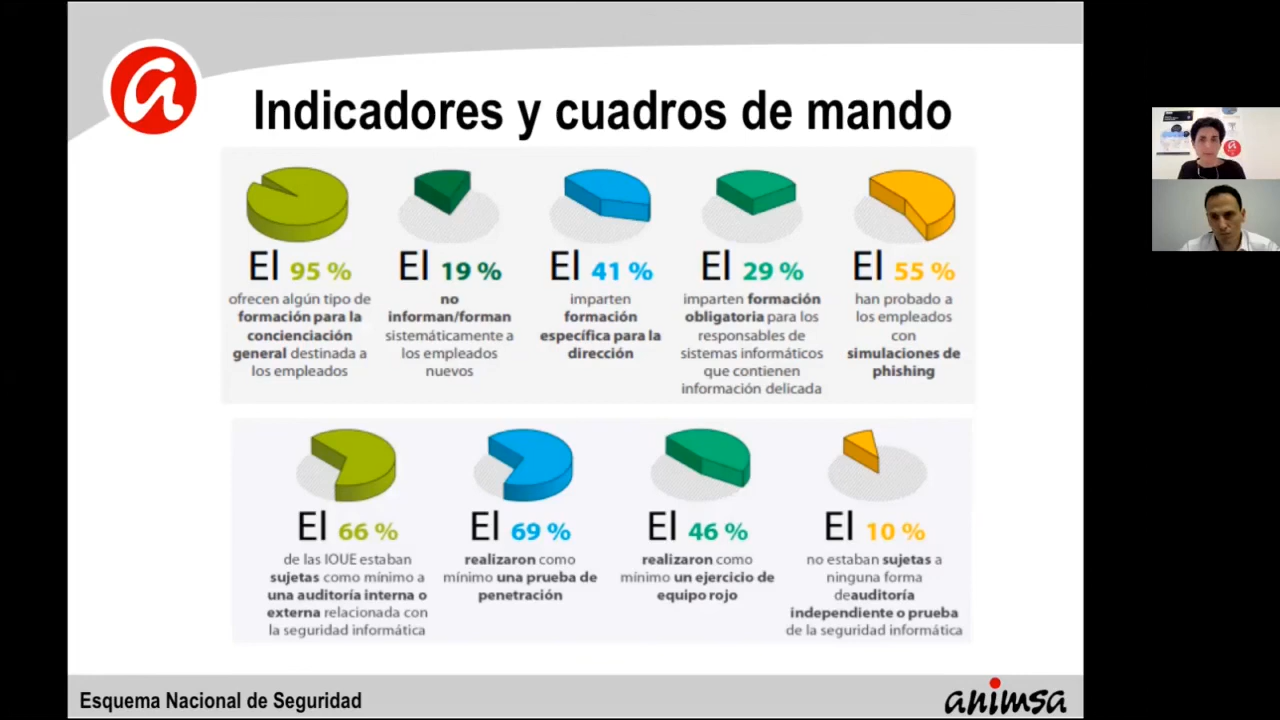 Indicadores y cuadros de mando
El 95 %
ofrecen algún tipo de
formación para la
concienciación
general destinada a
los empleados
El 19 %
no
informan/forman
sistemáticamente a
los empleados
nuevos
El 41 %
imparten
formación
específica para la
dirección
El 29 %
imparten formación
obligatoria para los
responsables de
sistemas informáticos
que contienen
información delicada
El 55 %
han probado a
los empleados
con
simulaciones de
phishing
El 66 %
de las IOUE estaban
sujetas como mínimo a
una auditoría interna o
externa relacionada con
la seguridad informática
El 69 %
realizaron como
mínimo una prueba de
penetración
El 46 %
realizaron como
mínimo un ejercicio de
equipo rojo
El 10 %
no estaban sujetas a
ninguna forma
deauditoría
independiente o prueba
de la seguridad informática
Esquema Nacional de Seguridad
animsa